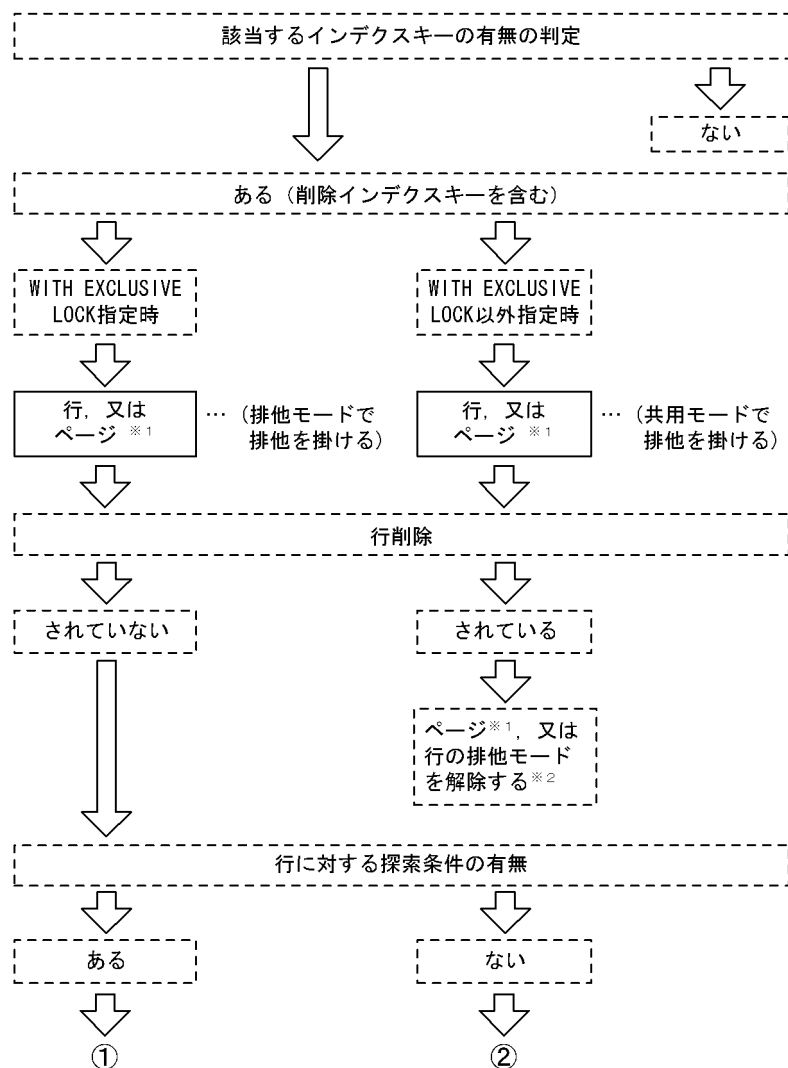 該当するインデクスキーの有無の判定
ない
ある（削除インデクスキーを含む）
WITH EXCLUSIVE
LOCK指定時
WITH EXCLUSIVE
LOCK以外指定時
行，又は
ページ ※1
…（排他モードで
排他を掛ける）
行，又は
ページ ※1
…（共用モードで
排他を掛ける）
行削除
されていない
されている
ページ※1，又は
行の排他モード
を解除する※2
行に対する探索条件の有無
ある
ない
①
②